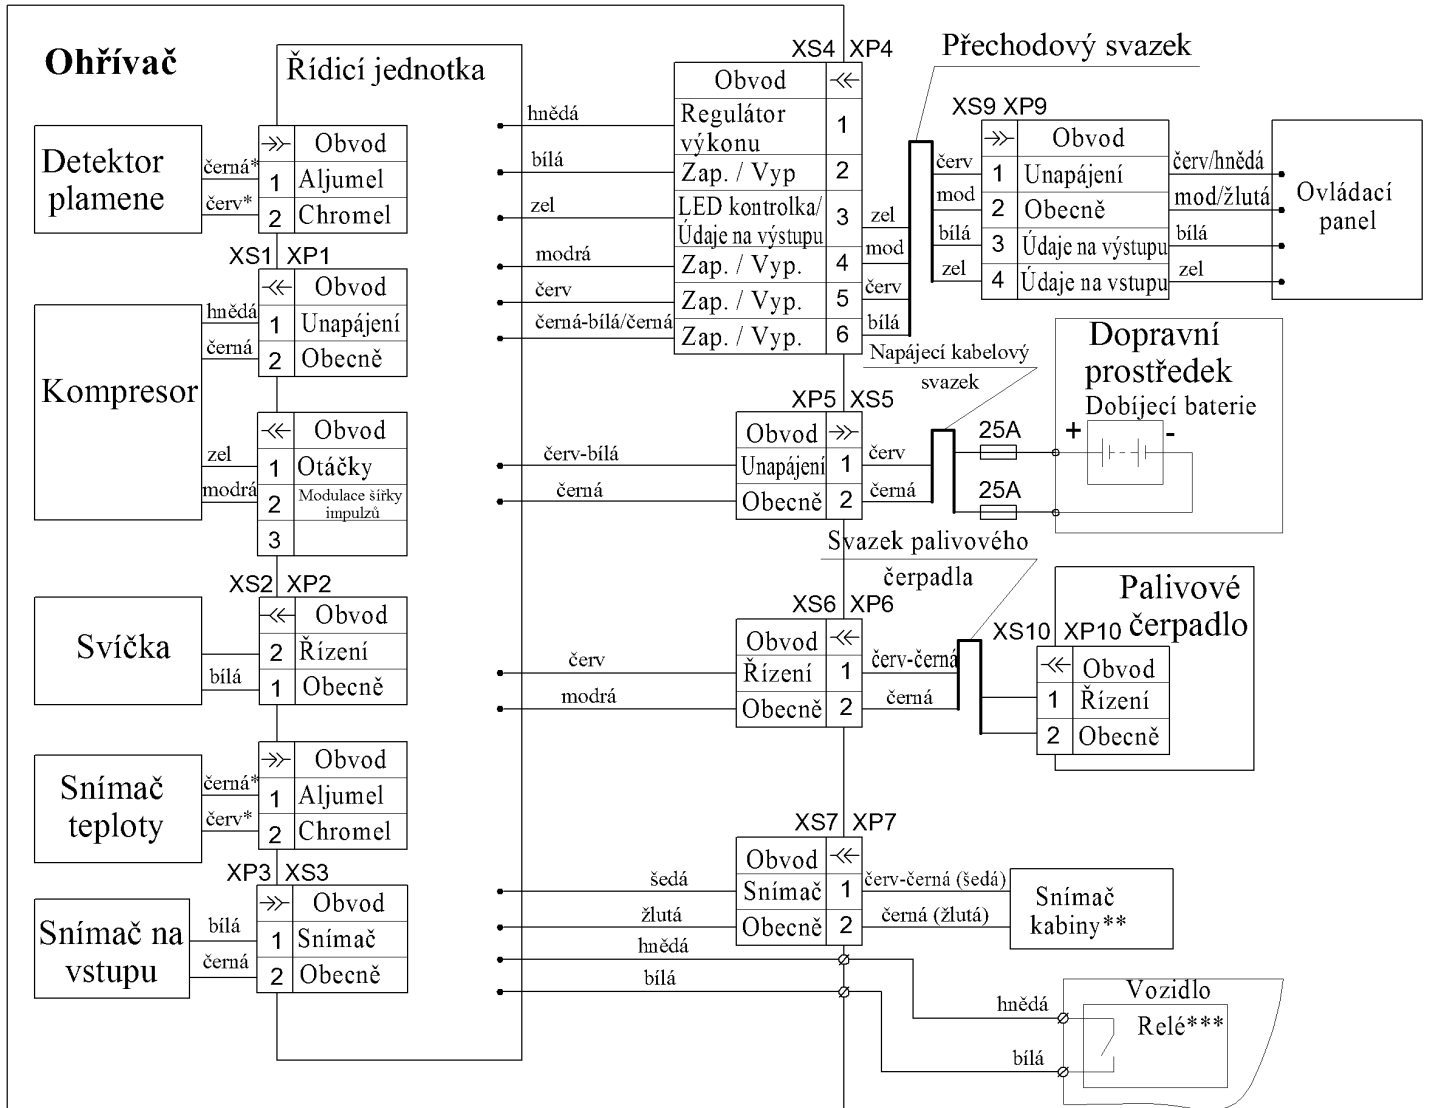 Ohřívač
Řídicí jednotka
Detektor
plamene
černá*
červ*
Obvod
1 Aljumel
2 Chromel
XS1 XP1
Kompresor
hnědá
černá
Obvod
1 Unapájení
2 Obecně
zel
modrá
Obvod
1 Otáčky
2 Modulace šířky
impulzů
3
XS2 XP2
Svíčka
bílá
Obvod
2 Řízení
1 Obecně
Snímač
teploty
černá*
červ*
Obvod
1 Aljumel
2 Chromel
XP3 XS3
Snímač na
vstupu
bílá
černá
Obvod
1 Snímač
2 Obecně
XS4 XP4
hnědá
bílá
zel
modrá
červ
černá-bílá/černá
Obvod
Regulátor
výkonu 1
Zap. / Vyp 2
LED kontrolka/
Údaje na výstupu 3
Zap. / Vyp. 4
Zap. / Vyp. 5
Zap. / Vyp. 6
zel
mod
červ
bílá
Přechodový svazek
XS9 XP9
červ
mod
bílá
zel
Obvod
1 Unapájení
2 Obecně
3 Údaje na výstupu
4 Údaje na vstupu
červ/hnědá
mod/žlutá
bílá
zel
Ovládací
panel
Napájecí kabelový
svazek
XP5 XS5
červ-bílá
černá
Obvod
Unapájení 1
Obecně 2
červ
černá
25A
25A
Dopravní
prostředek
Dobíjecí baterie
+ -
Svazek palivového
čerpadla
XS6 XP6
červ
modrá
Obvod
Řízení 1
Obecně 2
červ-černá
černá
Palivové
čerpadlo
XS10 XP10
Obvod
1 Řízení
2 Obecně
XS7 XP7
šedá
žlutá
hnědá
bílá
Obvod
Snímač 1
Obecně 2
červ-černá (šedá)
černá (žlutá)
Snímač
kabiny**
hnědá
bílá
Vozidlo
Relé***